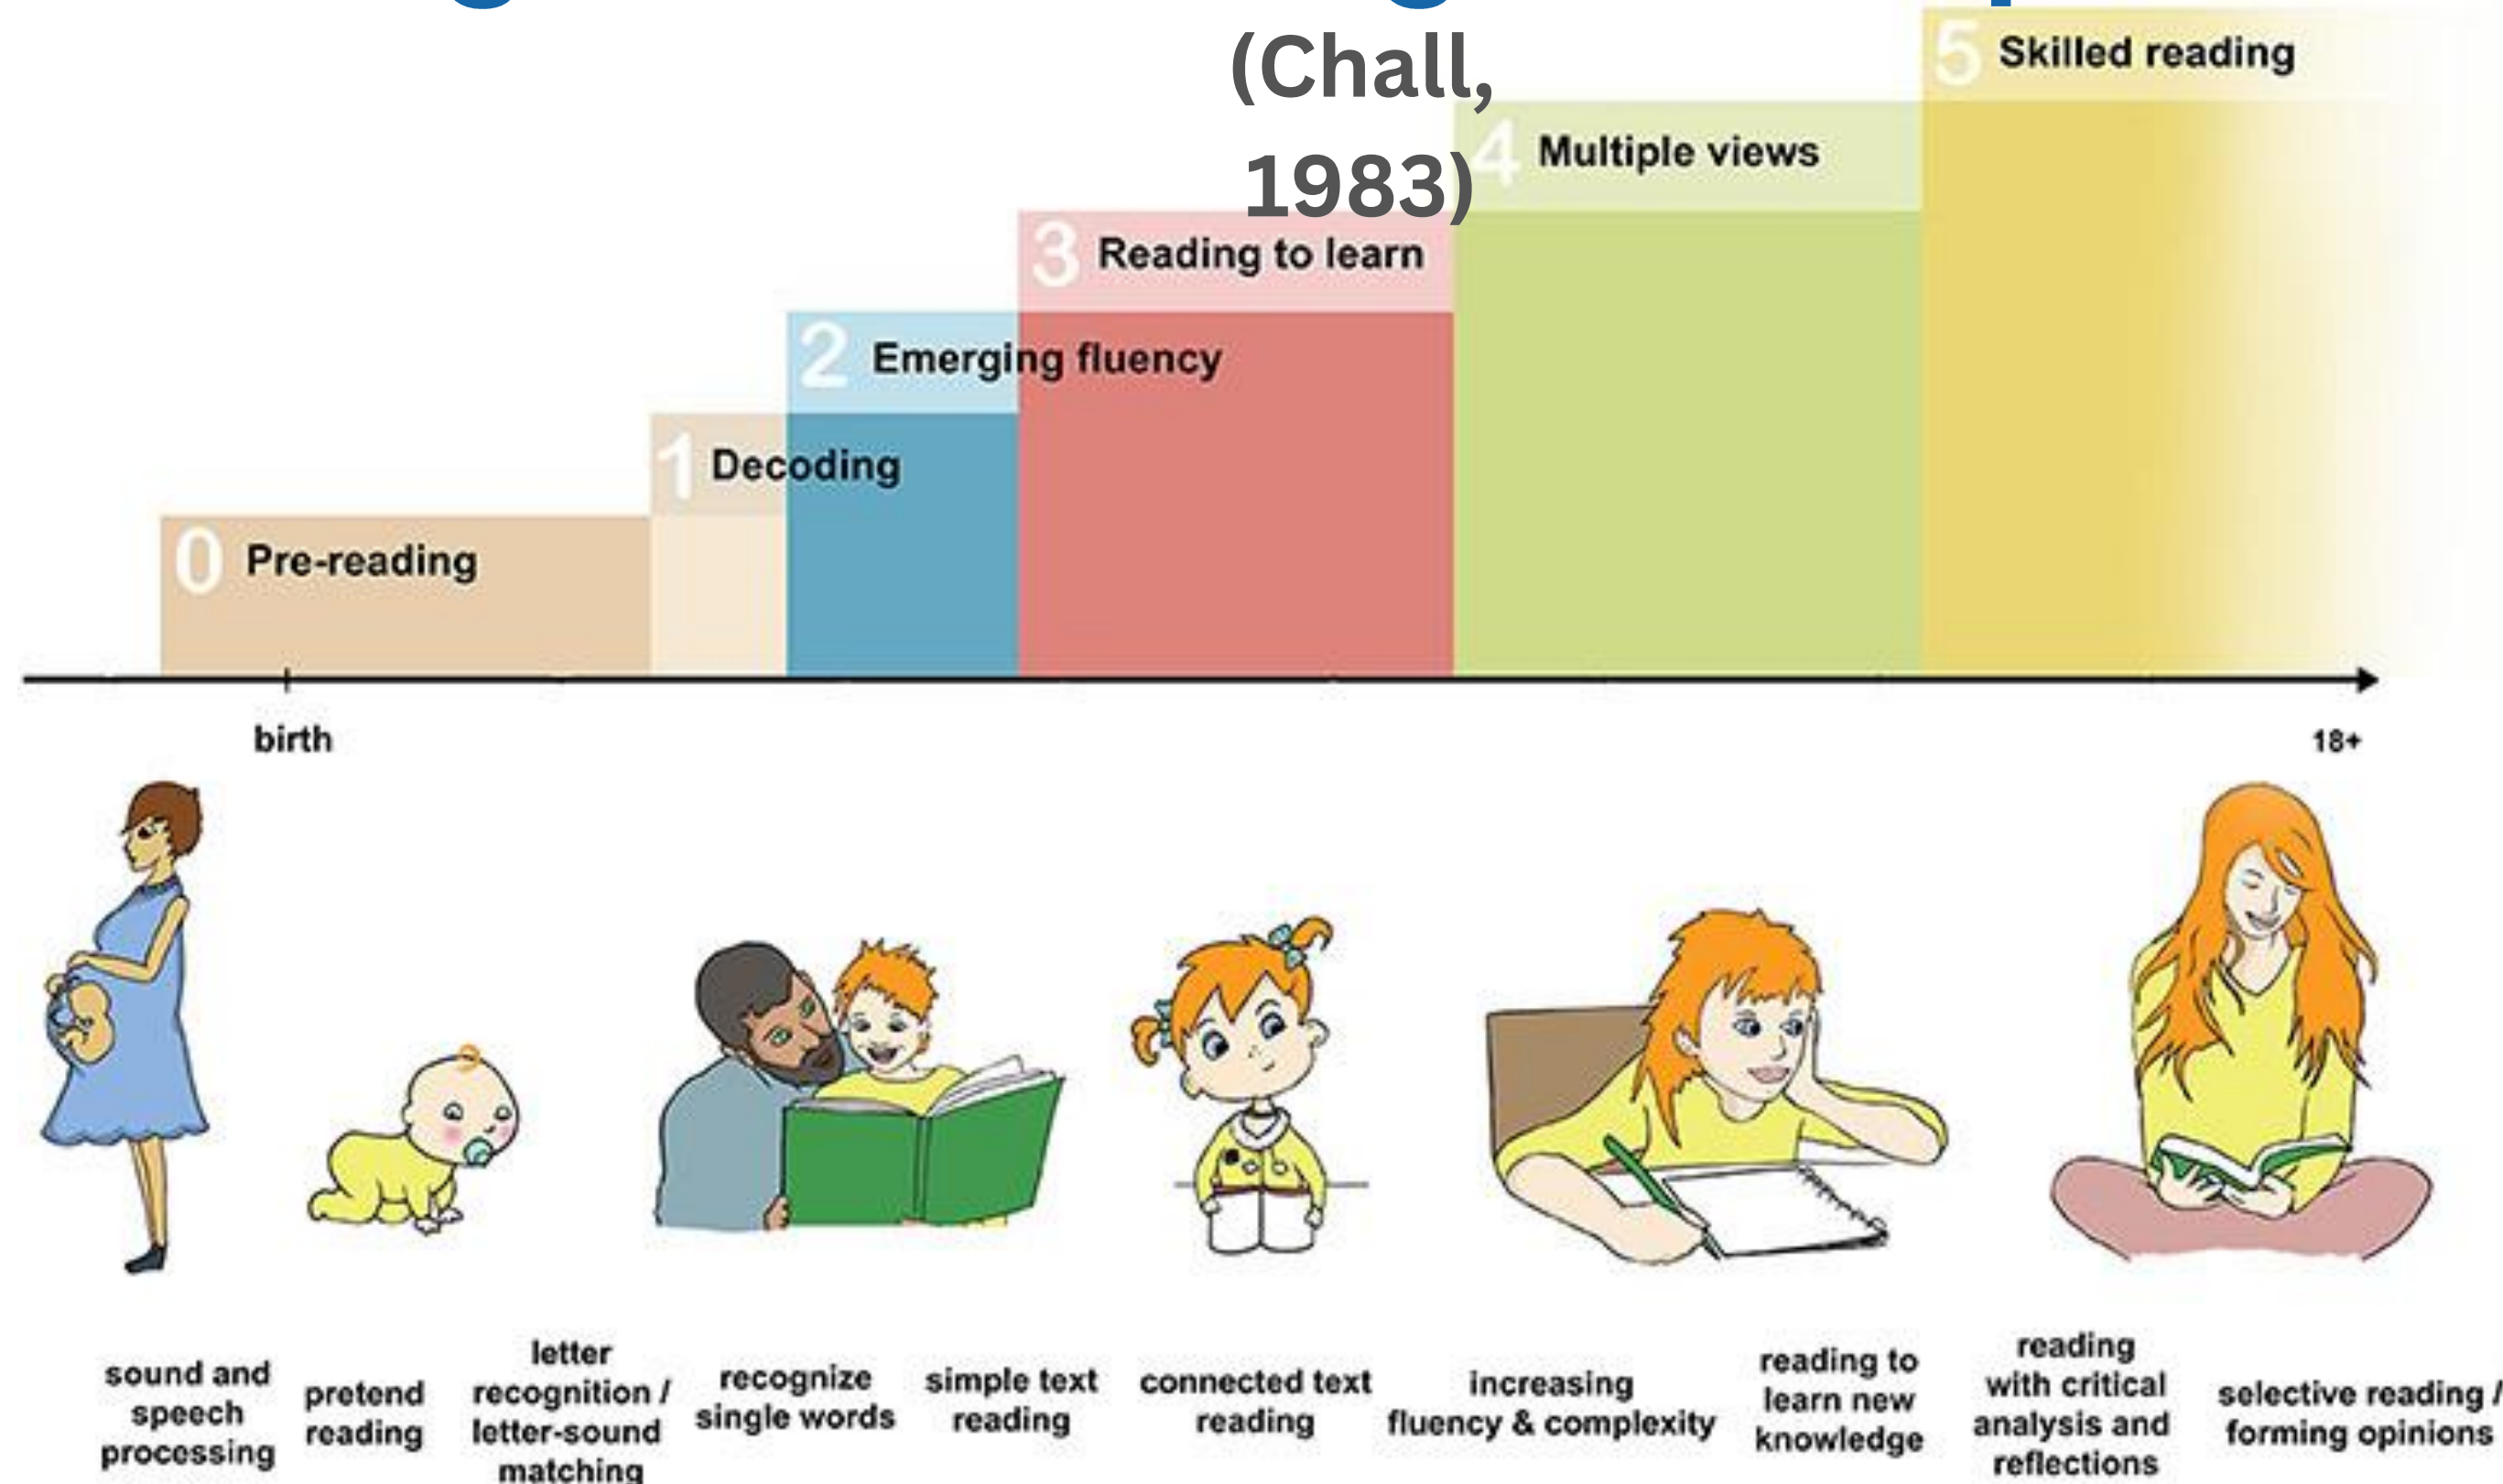 (Chall,
1983)
5 Skilled reading
4 Multiple views
3 Reading to learn
2 Emerging fluency
1 Decoding
0 Pre-reading
birth
18+
sound and
speech
processing
pretend
reading
letter
recognition /
letter-sound
matching
recognize
single words
simple text
reading
connected text
reading
increasing
fluency & complexity
reading to
learn new
knowledge
reading
with critical
analysis and
reflections
selective reading /
forming opinions